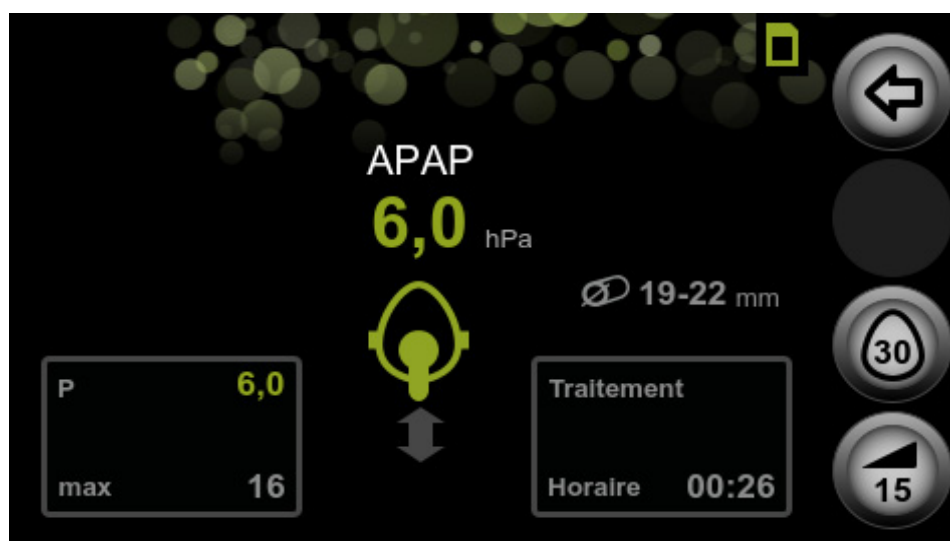 APAP
6,0 hPa
19-22 mm
30
P 6,0
max 16
Traitement
Horaire 00:26
15